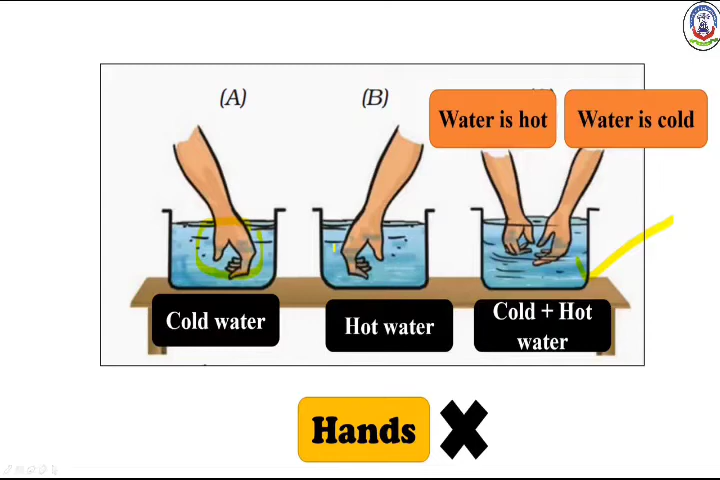 (A)
(B)
Water is hot
Water is cold
Cold water
Hot water
Cold + Hot
water
Hands